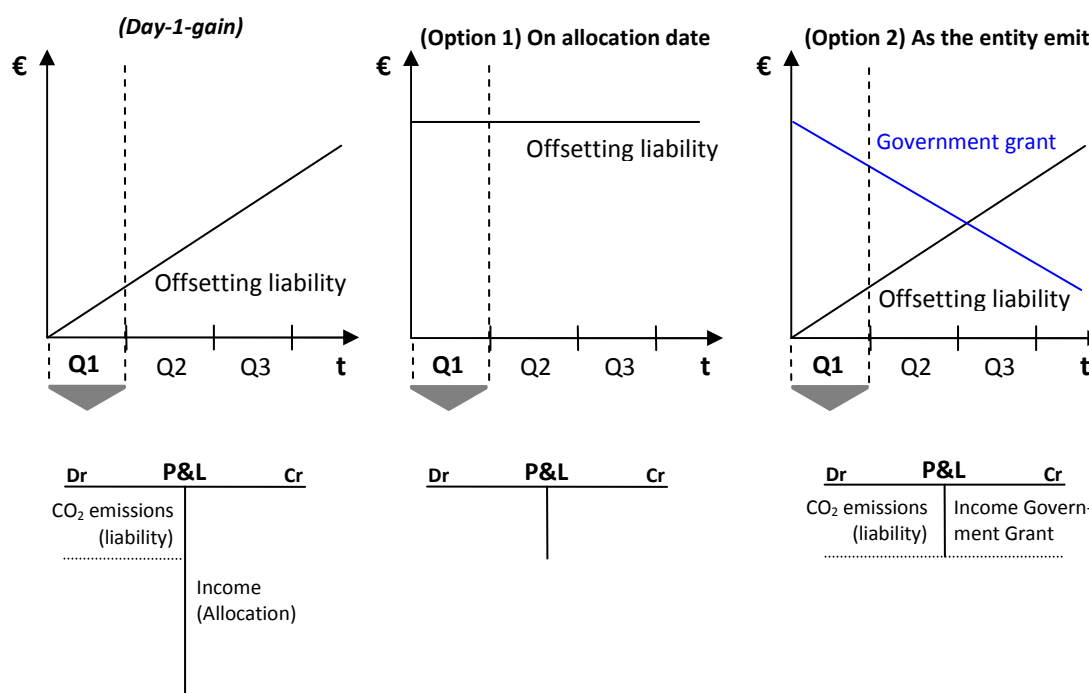 (Day-1-gain)
€
Offsetting liability
Q1 Q2 Q3 t
Dr P&L Cr
CO₂ emissions
(liability)
Income
(Allocation)
(Option 1) On allocation date
€
Offsetting liability
Q1 Q2 Q3 t
Dr P&L Cr
(Option 2) As the entity emit
€
Government grant
Offsetting liability
Q1 Q2 Q3 t
Dr P&L Cr
CO₂ emissions
(liability)
Income Govern-
ment Grant